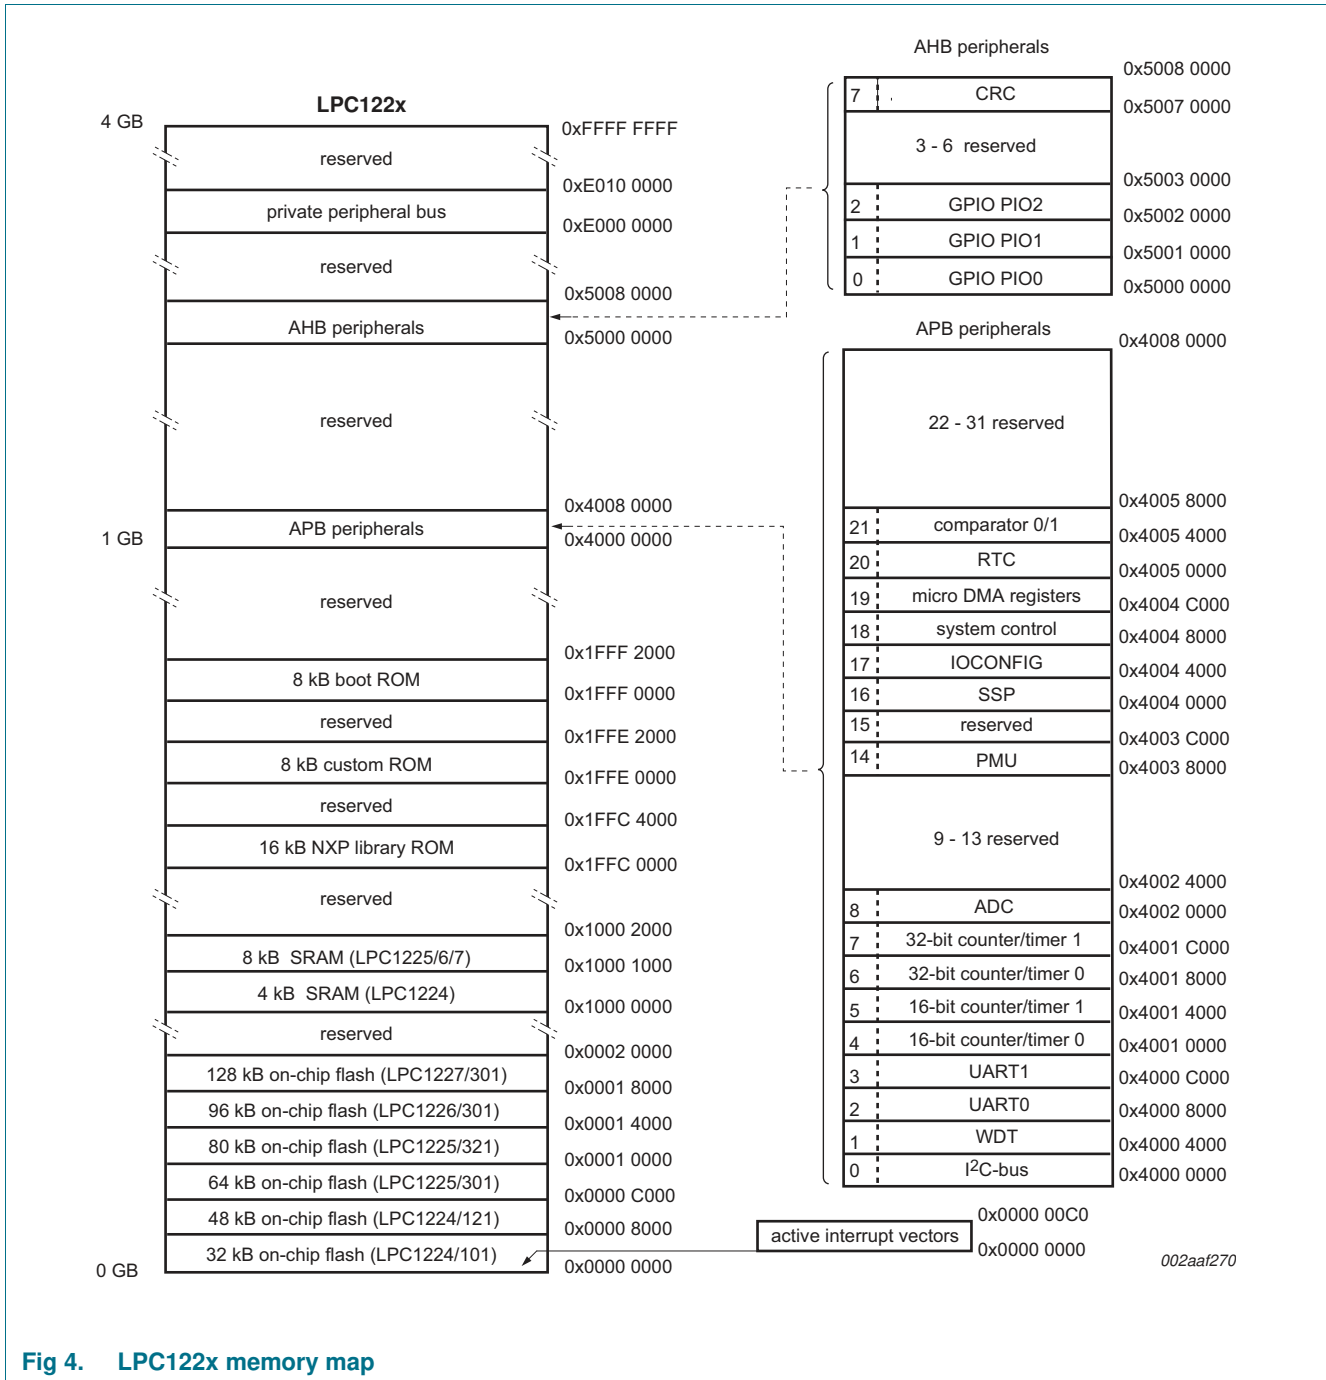 LPC122x
4 GB
0xFFFF FFFF
reserved
0xE010 0000
private peripheral bus
0xE000 0000
reserved
0x5008 0000
AHB peripherals
0x5000 0000
reserved
0x4008 0000
APB peripherals
1 GB
0x4000 0000
reserved
0x1FFF 2000
8 kB boot ROM
0x1FFF 0000
reserved
0x1FFE 2000
8 kB custom ROM
0x1FFE 0000
reserved
0x1FFC 4000
16 kB NXP library ROM
0x1FFC 0000
reserved
0x1000 2000
8 kB SRAM (LPC1225/6/7)
0x1000 1000
4 kB SRAM (LPC1224)
0x1000 0000
reserved
0x0002 0000
128 kB on-chip flash (LPC1227/301)
0x0001 8000
96 kB on-chip flash (LPC1226/301)
0x0001 4000
80 kB on-chip flash (LPC1225/321)
0x0001 0000
64 kB on-chip flash (LPC1225/301)
0x0000 C000
48 kB on-chip flash (LPC1224/121)
0x0000 8000
32 kB on-chip flash (LPC1224/101)
0 GB
0x0000 0000
AHB peripherals
0x5008 0000
7 CRC
0x5007 0000
3 - 6 reserved
0x5003 0000
2 GPIO PIO2
0x5002 0000
1 GPIO PIO1
0x5001 0000
0 GPIO PIO0
0x5000 0000
APB peripherals
0x4008 0000
22 - 31 reserved
0x4005 8000
21 comparator 0/1
0x4005 4000
20 RTC
0x4005 0000
19 micro DMA registers
0x4004 C000
18 system control
0x4004 8000
17 IOCONFIG
0x4004 4000
16 SSP
0x4004 0000
15 reserved
0x4003 C000
14 PMU
0x4003 8000
9 - 13 reserved
0x4002 4000
8 ADC
0x4002 0000
7 32-bit counter/timer 1
0x4001 C000
6 32-bit counter/timer 0
0x4001 8000
5 16-bit counter/timer 1
0x4001 4000
4 16-bit counter/timer 0
0x4001 0000
3 UART1
0x4000 C000
2 UART0
0x4000 8000
1 WDT
0x4000 4000
0 I2C-bus
0x4000 0000
0x0000 00C0
active interrupt vectors
0x0000 0000
002aaf270
Fig 4. LPC122x memory map